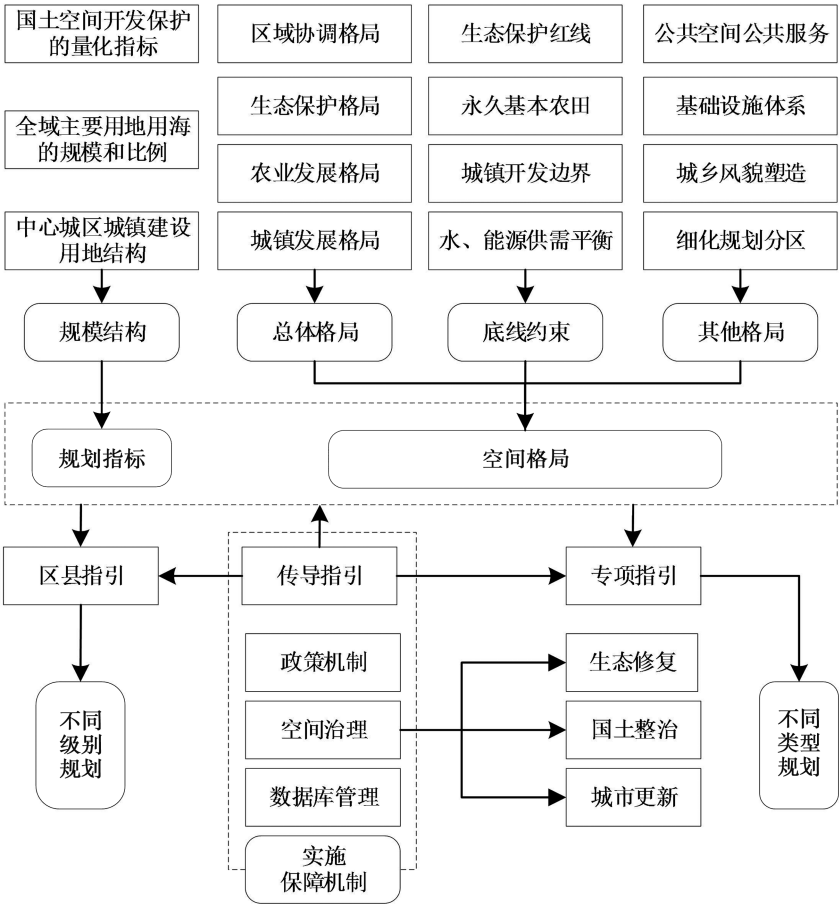 国土空间开发保护
的量化指标
区域协调格局
生态保护红线
公共空间公共服务
全域主要用地用海
的规模和比例
生态保护格局
永久基本农田
基础设施体系
农业发展格局
城镇开发边界
城乡风貌塑造
中心城区城镇建设
用地结构
城镇发展格局
水、能源供需平衡
细化规划分区
规模结构
总体格局
底线约束
其他格局
规划指标
空间格局
区县指引
传导指引
专项指引
政策机制
生态修复
不同
级别
规划
空间治理
国土整治
不同
类型
规划
数据库管理
城市更新
实施
保障机制